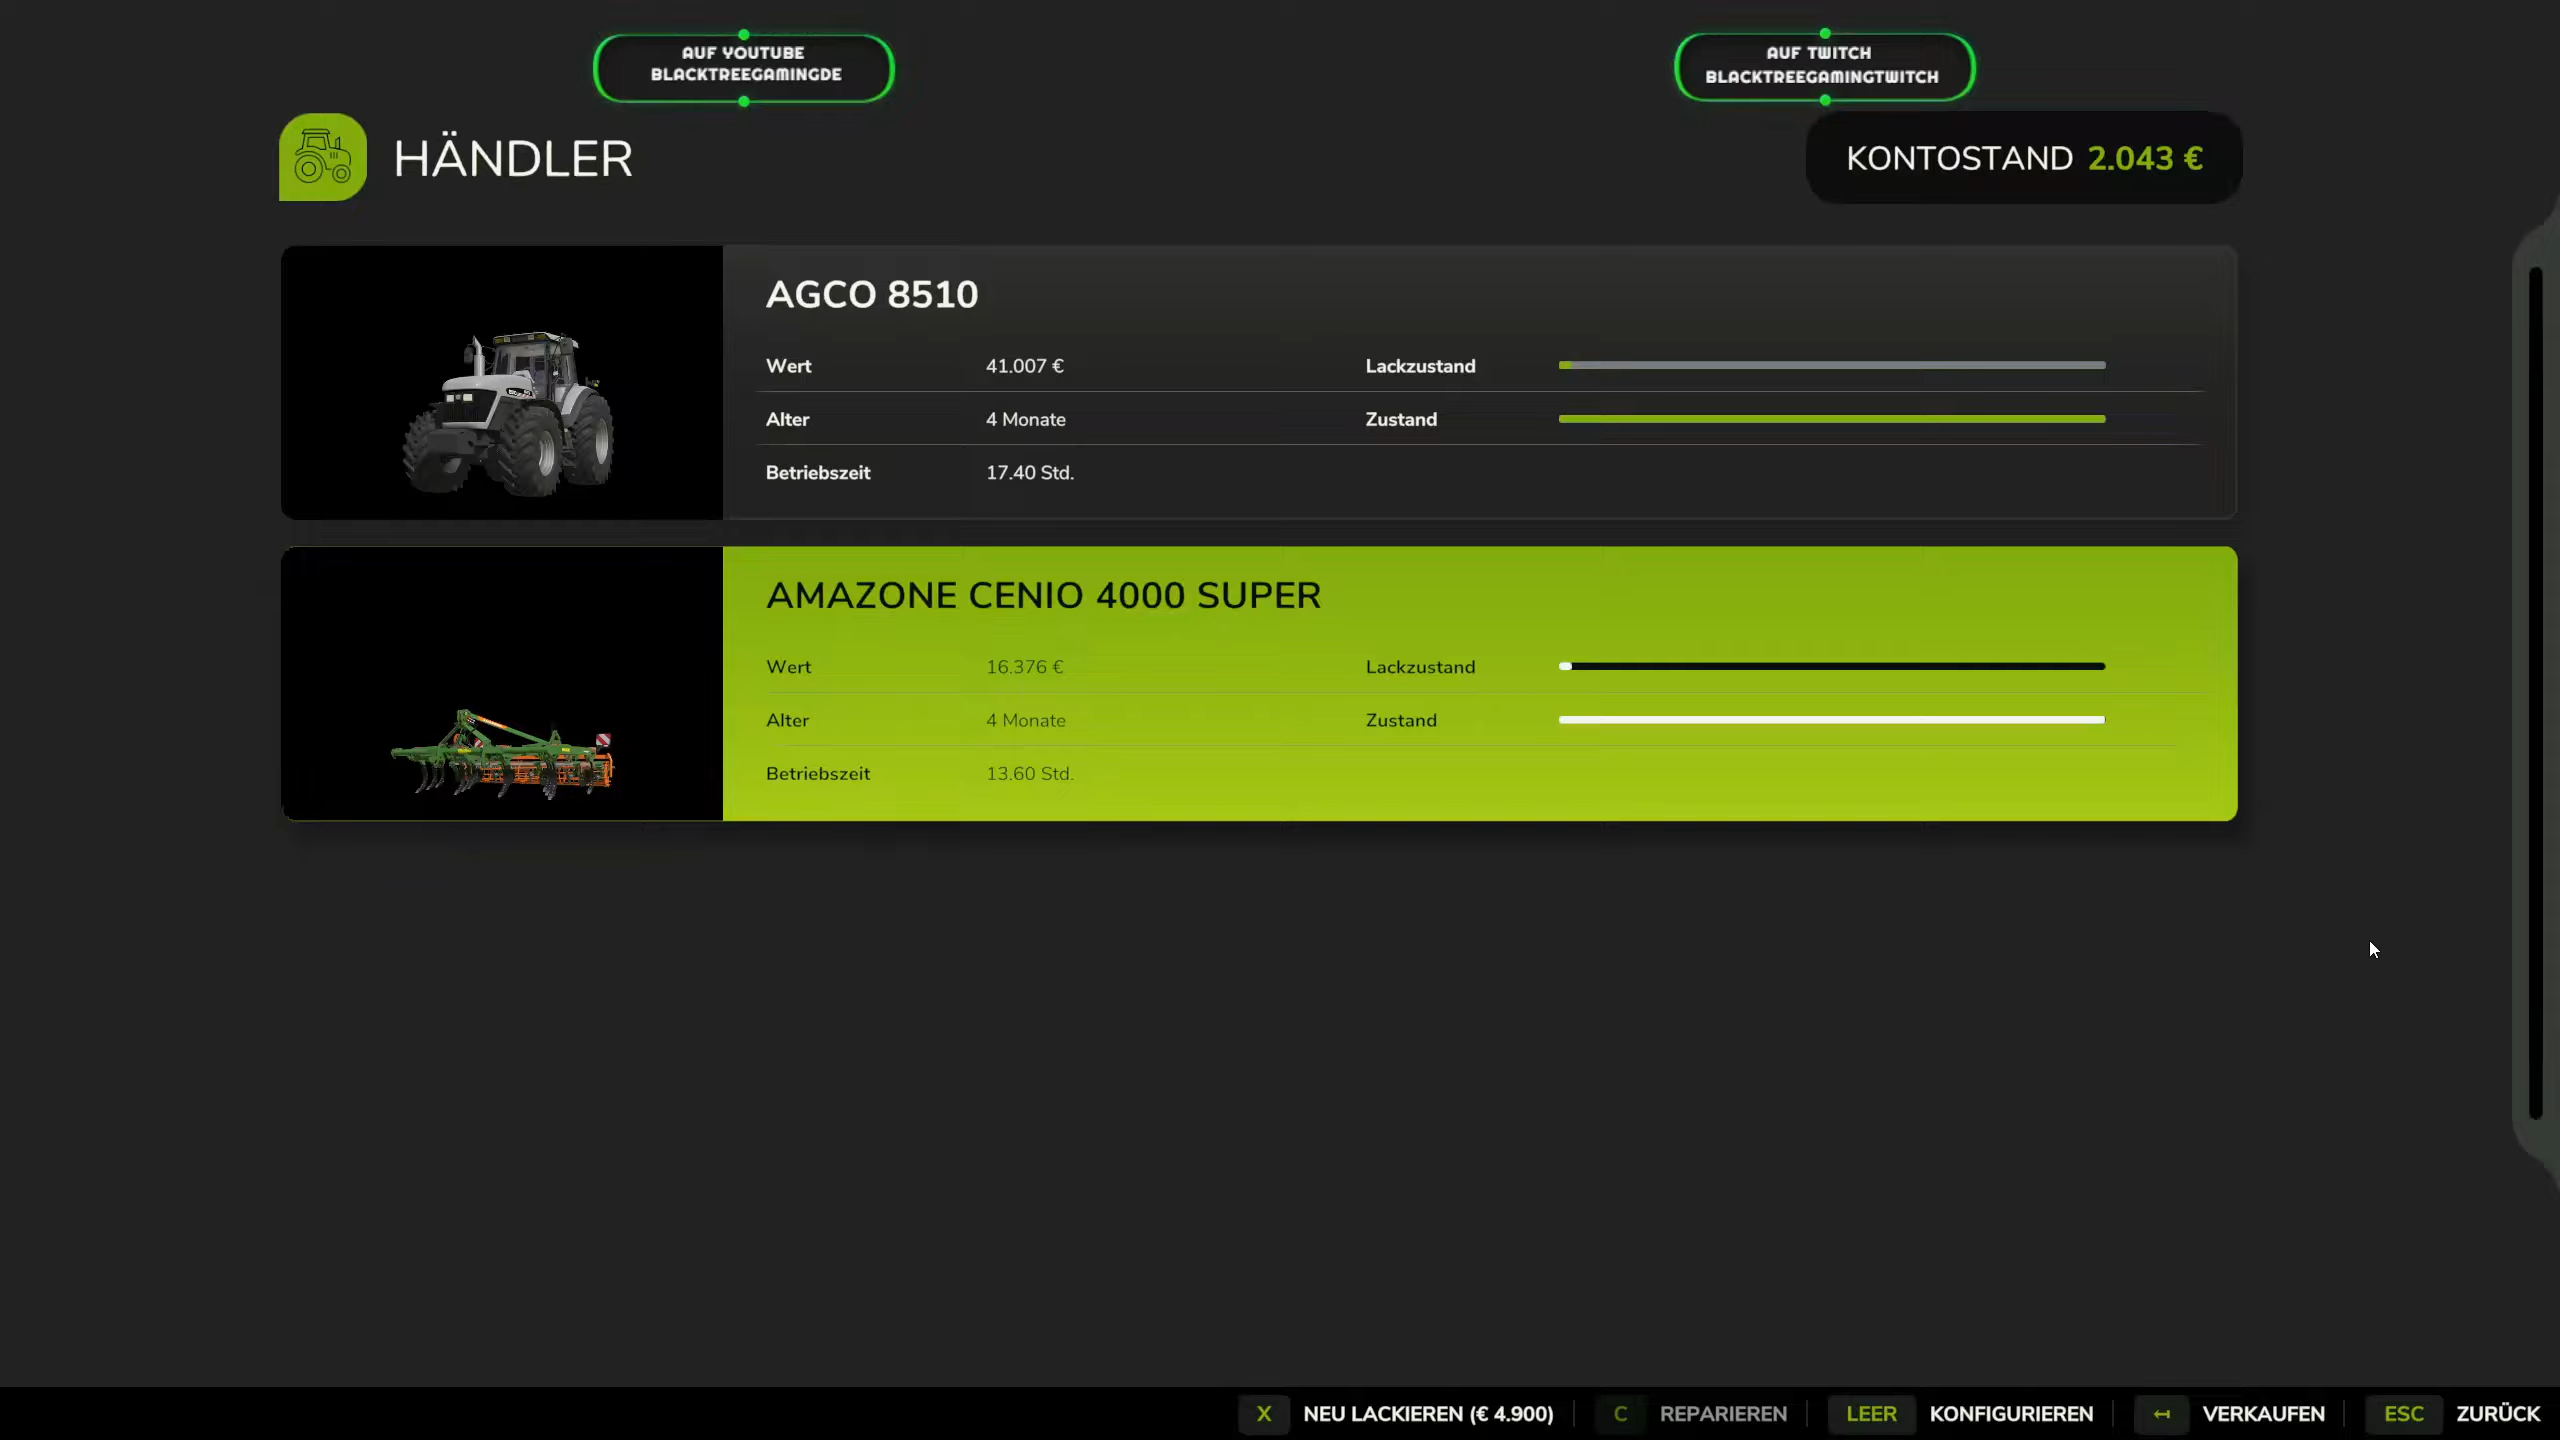 AUF YOUTUBE
BLACKTREEGAMINGDE
AUF TWITCH
BLACKTREEGAMINGTWITCH
HÄNDLER
KONTOSTAND 2.043 €
AGCO 8510
Wert 41.007 € Lackzustand
Alter 4 Monate Zustand
Betriebszeit 17.40 Std.
AMAZONE CENIO 4000 SUPER
Wert 16.376 € Lackzustand
Alter 4 Monate Zustand
Betriebszeit 13.60 Std.
X NEU LACKIEREN (€ 4.900) C REPARIEREN LEER KONFIGURIEREN ↤ VERKAUFEN ESC ZURÜCK